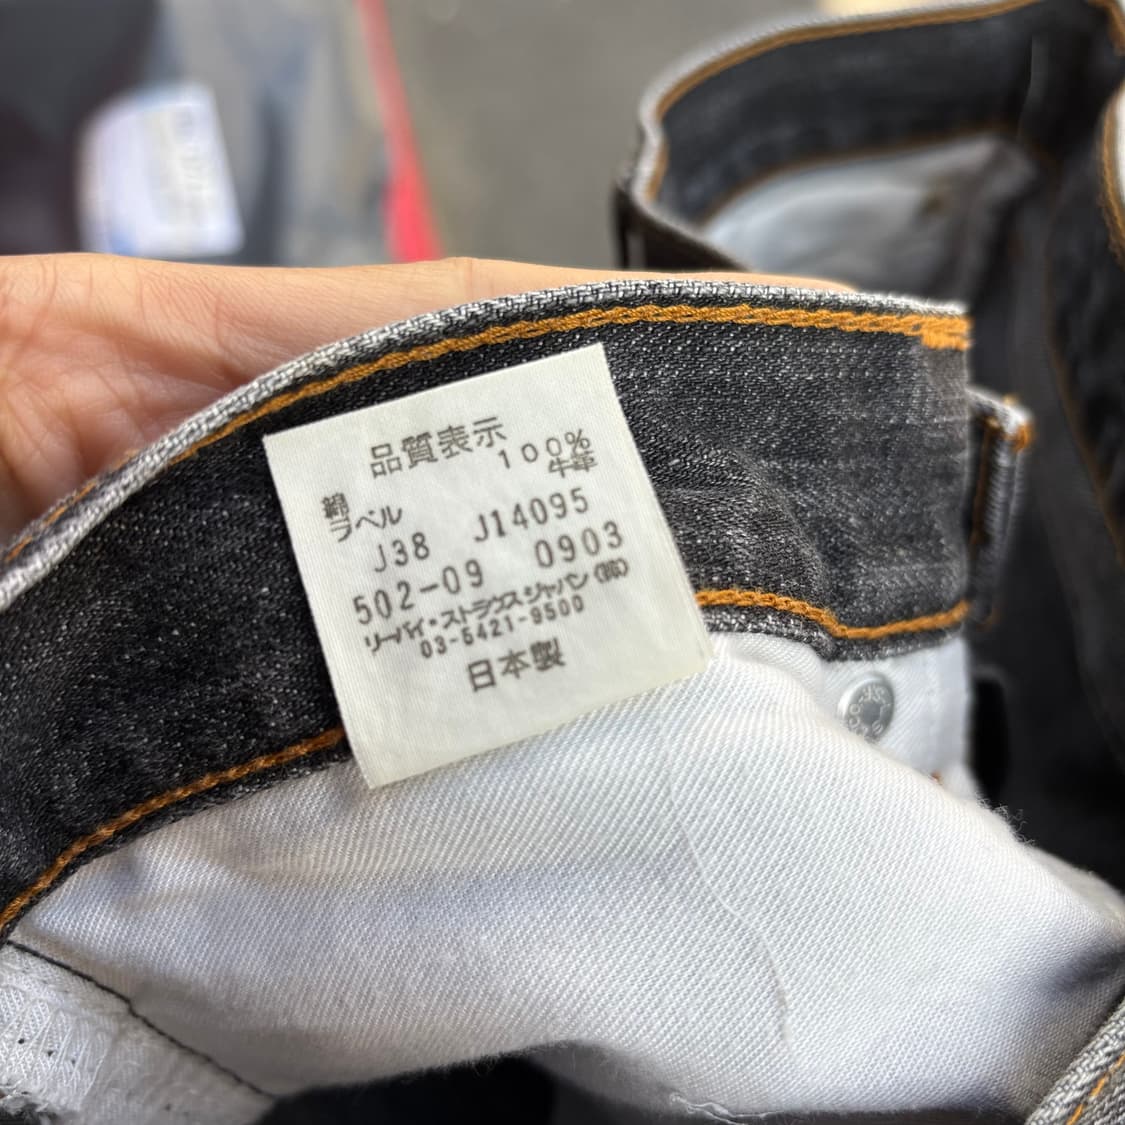 品質表示
綿 100%
ラベル 牛革
J38 J14095
502-09 0903
リーバイ・ストラウスジャパン(株)
03-5421-9500
日本製